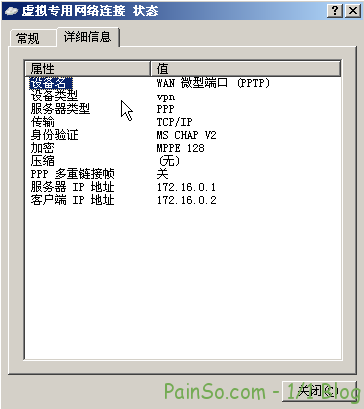 虚拟专用网络连接 状态
常规
详细信息
属性 值
设备名 WAN 微型端口 (PPTP)
设备类型 vpn
服务器类型 PPP
传输 TCP/IP
身份验证 MS CHAP V2
加密 MPPE 128
压缩 (无)
PPP 多重链接帧 关
服务器 IP 地址 172.16.0.1
客户端 IP 地址 172.16.0.2
关闭(C)
PainSo.com - 1/1 Blog